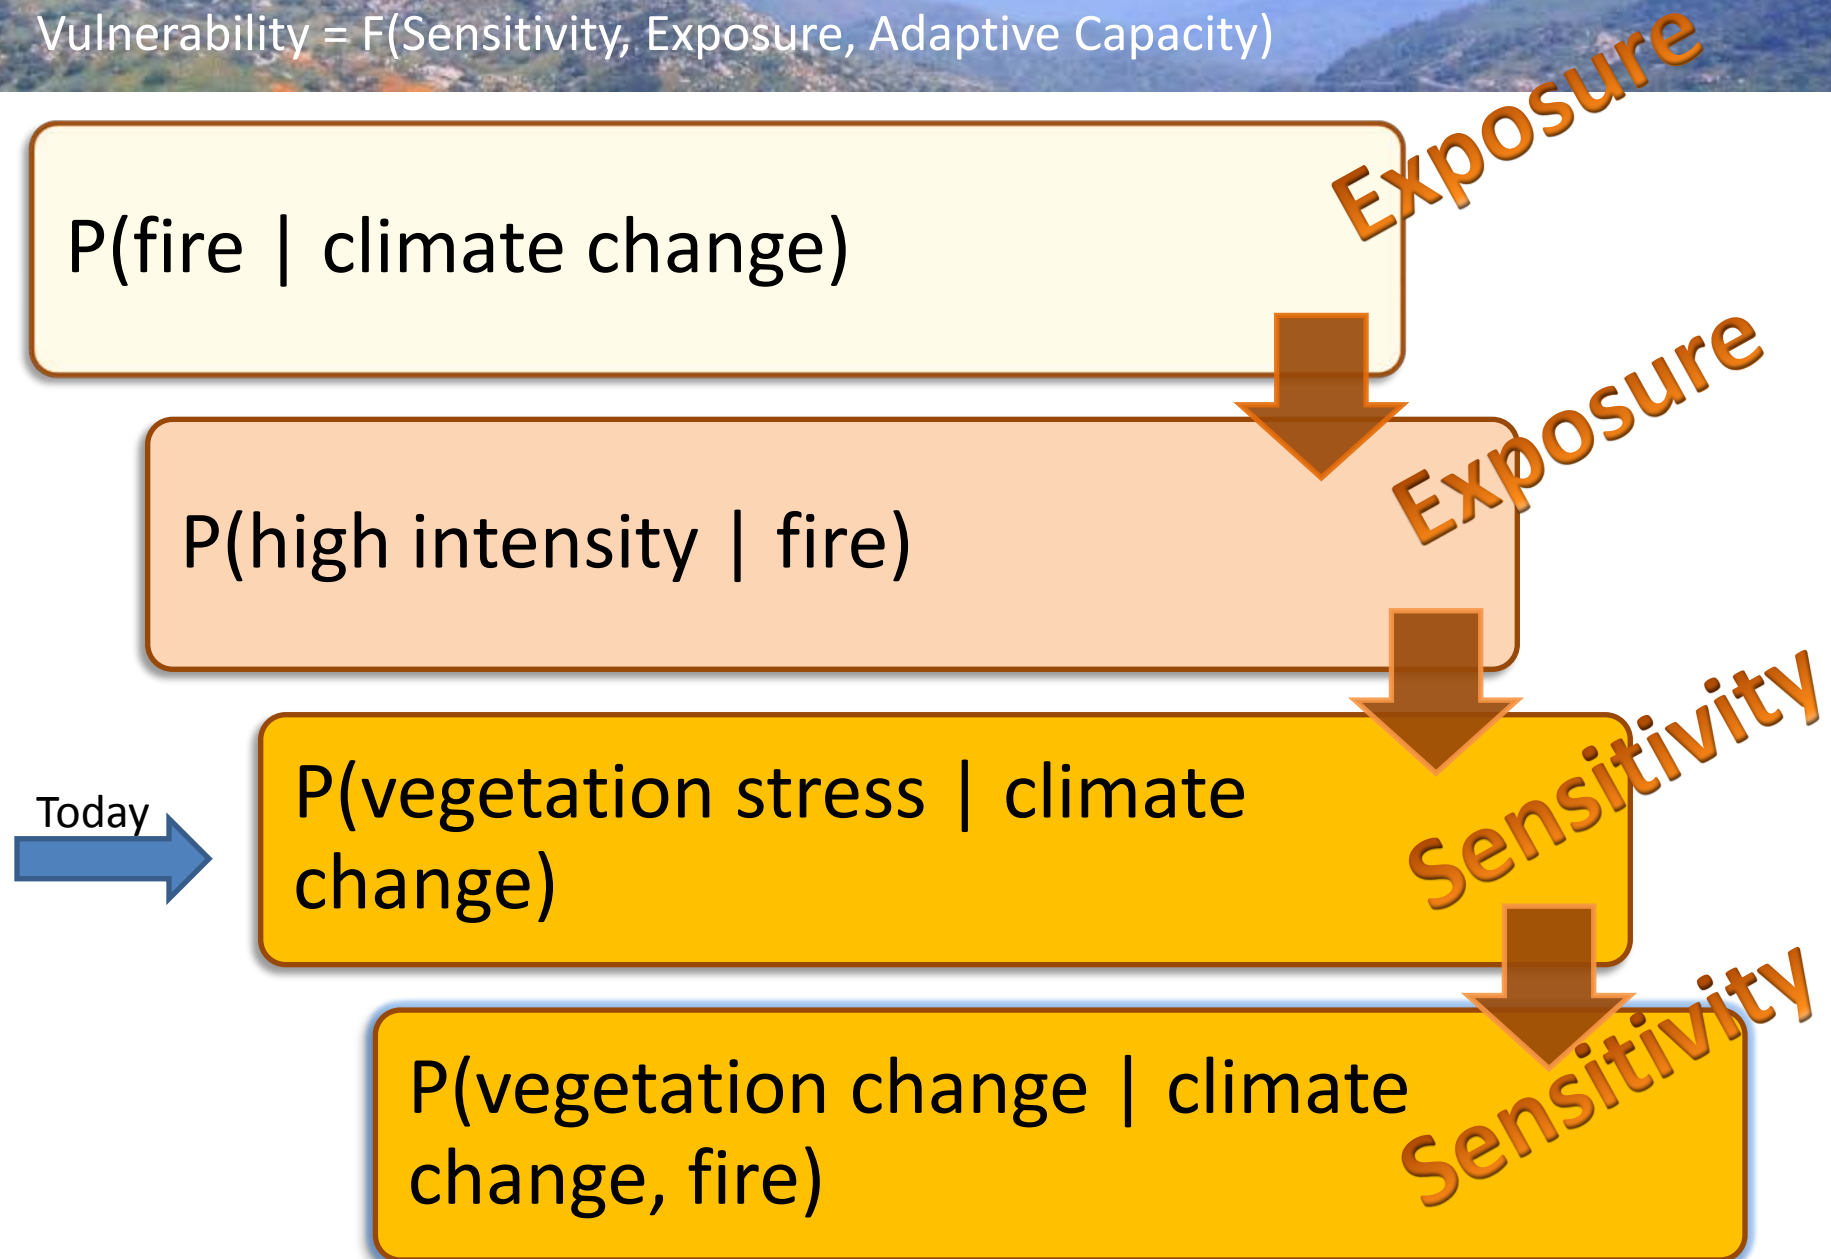 Vulnerability = F(Sensitivity, Exposure, Adaptive Capacity)
Exposure
P(fire | climate change)
Exposure
P(high intensity | fire)
Sensitivity
Today
P(vegetation stress | climate
change)
Sensitivity
P(vegetation change | climate
change, fire)